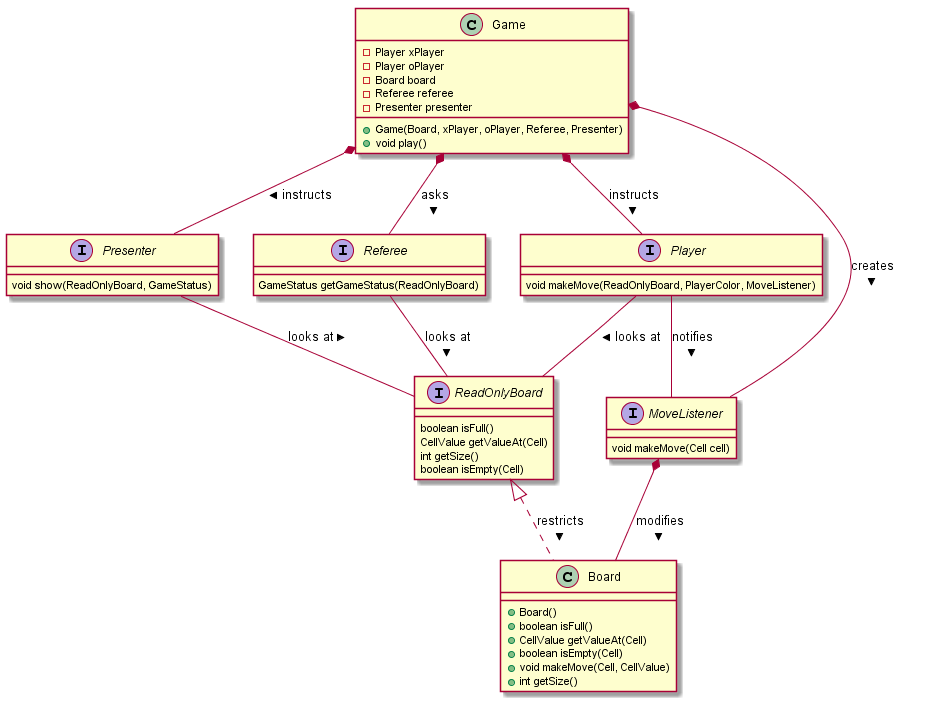 C Game
Player xPlayer
Player oPlayer
Board board
Referee referee
Presenter presenter
Game(Board, xPlayer, oPlayer, Referee, Presenter)
void play()
instructs
asks
instructs
creates
I Presenter
void show(ReadOnlyBoard, GameStatus)
I Referee
GameStatus getGameStatus(ReadOnlyBoard)
I Player
void makeMove(ReadOnlyBoard, PlayerColor, MoveListener)
looks at
looks at
looks at
notifies
I ReadOnlyBoard
boolean isFull()
CellValue getValueAt(Cell)
int getSize()
boolean isEmpty(Cell)
I MoveListener
void makeMove(Cell cell)
restricts
modifies
C Board
Board()
boolean isFull()
CellValue getValueAt(Cell)
boolean isEmpty(Cell)
void makeMove(Cell, CellValue)
int getSize()